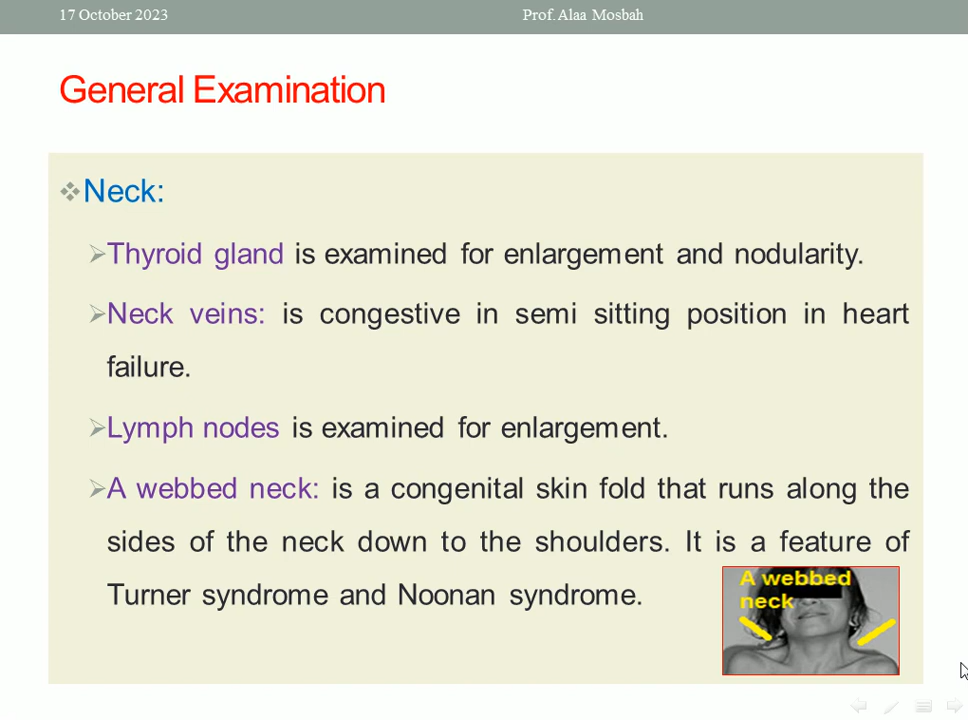 17 October 2023
Prof. Alaa Mosbah
General Examination
Neck:
Thyroid gland is examined for enlargement and nodularity.
Neck veins: is congestive in semi sitting position in heart
failure.
Lymph nodes is examined for enlargement.
A webbed neck: is a congenital skin fold that runs along the
sides of the neck down to the shoulders. It is a feature of
Turner syndrome and Noonan syndrome.
A webbed
neck